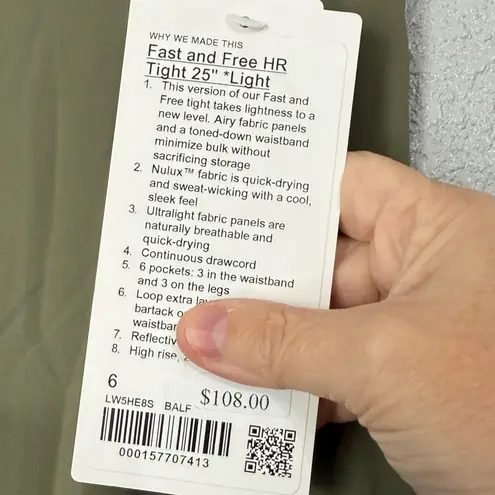 WHY WE MADE THIS
Fast and Free HR
Tight 25" *Light
1. This version of our Fast and
Free tight takes lightness to a
new level. Airy fabric panels
and a toned-down waistband
minimize bulk without
sacrificing storage
2. Nulux™ fabric is quick-drying
and sweat-wicking with a cool,
sleek feel
3. Ultralight fabric panels are
naturally breathable and
quick-drying
4. Continuous drawcord
5. 6 pockets: 3 in the waistband
and 3 on the legs
6. Loop extra
bartack
7.
8. High rise,
6
$108.00
LW5HE8S BALF
000157707413